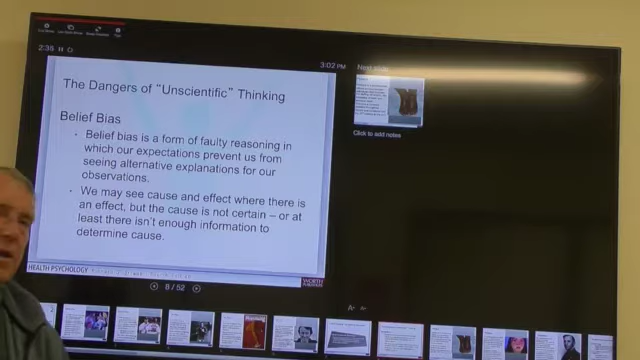 2:35
3:02 PM
Next slide
The Dangers of "Unscientific" Thinking
Belief Bias
• Belief bias is a form of faulty reasoning in
which our expectations prevent us from
seeing alternative explanations for our
observations.
• We may see cause and effect where there is
an effect, but the cause is not certain – or at
least there isn't enough information to
determine cause.
HEALTH PSYCHOLOGY
WORTH
Click to add notes
8 / 52